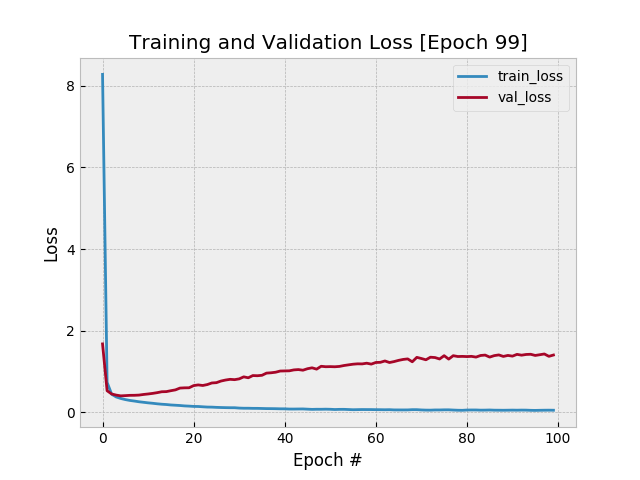 Training and Validation Loss [Epoch 99]
train_loss
val_loss
8
6
4
2
0
Loss
0 20 40 60 80 100
Epoch #